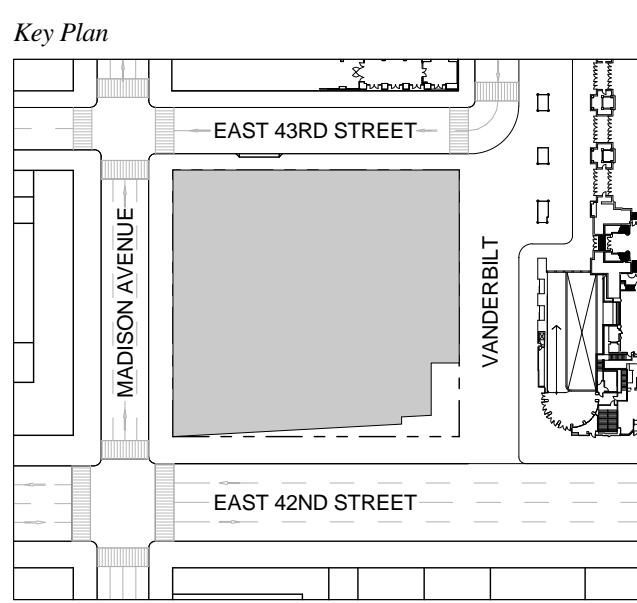 Key Plan
EAST 43RD STREET
MADISON AVENUE
VANDERBILT
EAST 42ND STREET